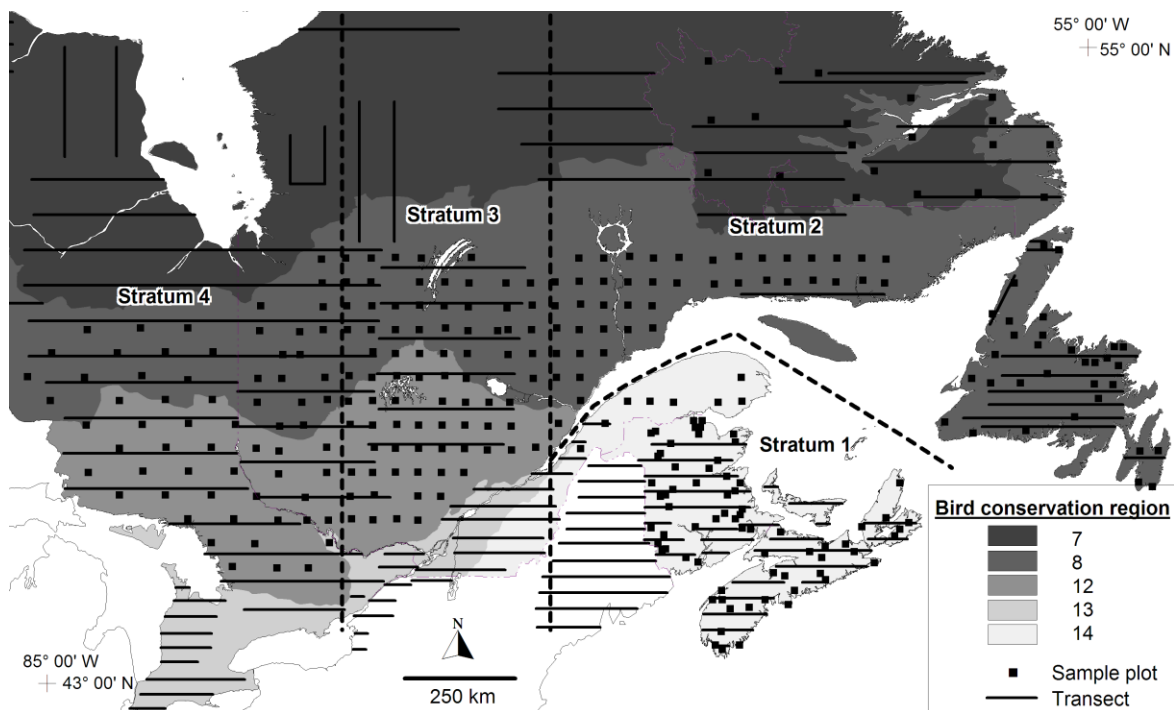 55° 00' W
55° 00' N
Stratum 3
Stratum 2
Stratum 4
Stratum 1
Bird conservation region
7
8
12
13
14
Sample plot
Transect
N
250 km
85° 00' W
43° 00' N